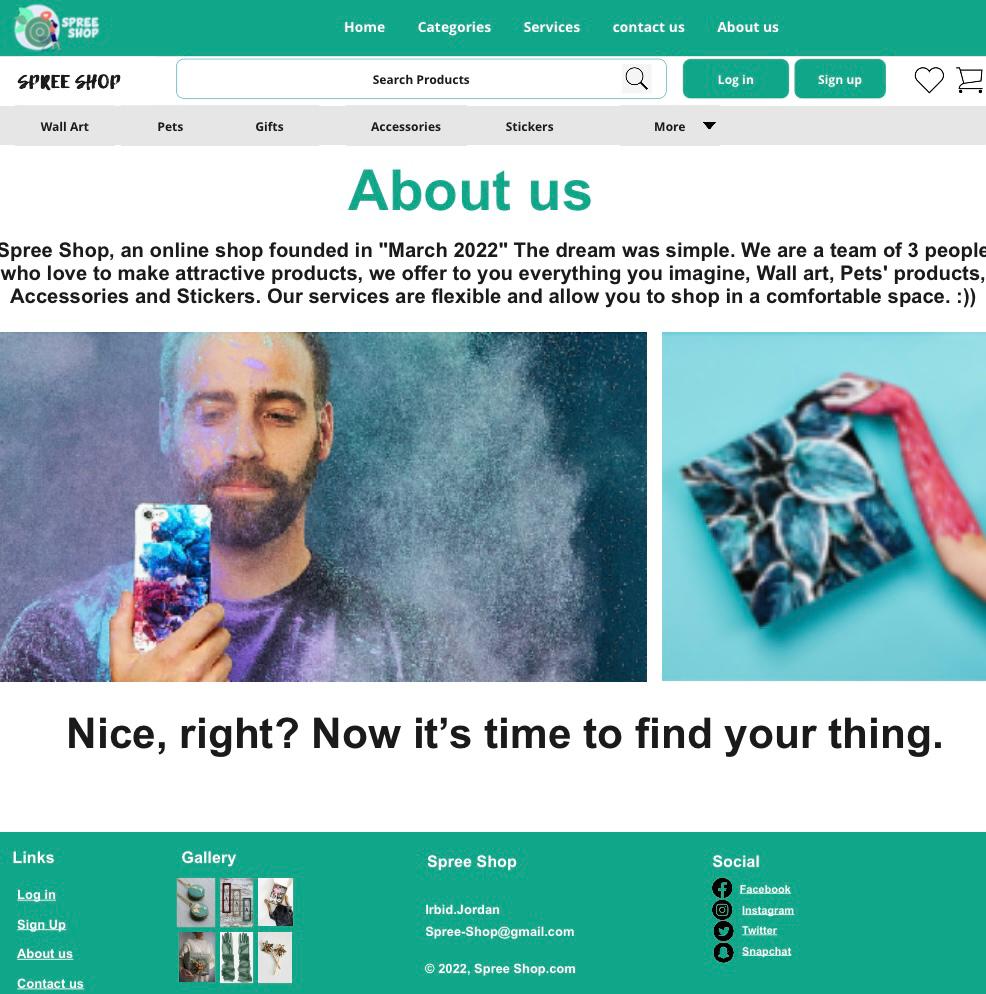 SPREE
SHOP
Home Categories Services contact us About us
SPREE SHOP Search Products Log in Sign up
Wall Art Pets Gifts Accessories Stickers More
About us
Spree Shop, an online shop founded in "March 2022" The dream was simple. We are a team of 3 people
who love to make attractive products, we offer to you everything you imagine, Wall art, Pets' products,
Accessories and Stickers. Our services are flexible and allow you to shop in a comfortable space. :))
Nice, right? Now it’s time to find your thing.
Links
Log in
Sign Up
About us
Contact us
Gallery
Spree Shop
Irbid.Jordan
Spree-Shop@gmail.com
© 2022, Spree Shop.com
Social
Facebook
Instagram
Twitter
Snapchat